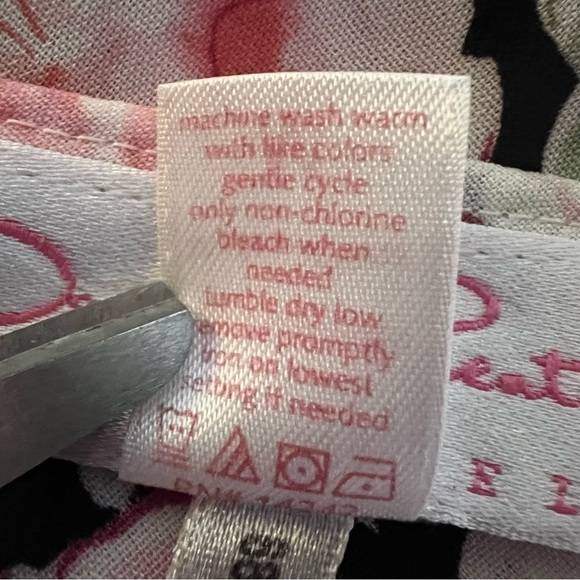 machine wash warm
with like colors
gentle cycle
only non-chlorine
bleach when
needed
tumble dry low
remove promptly
iron on lowest
setting if needed